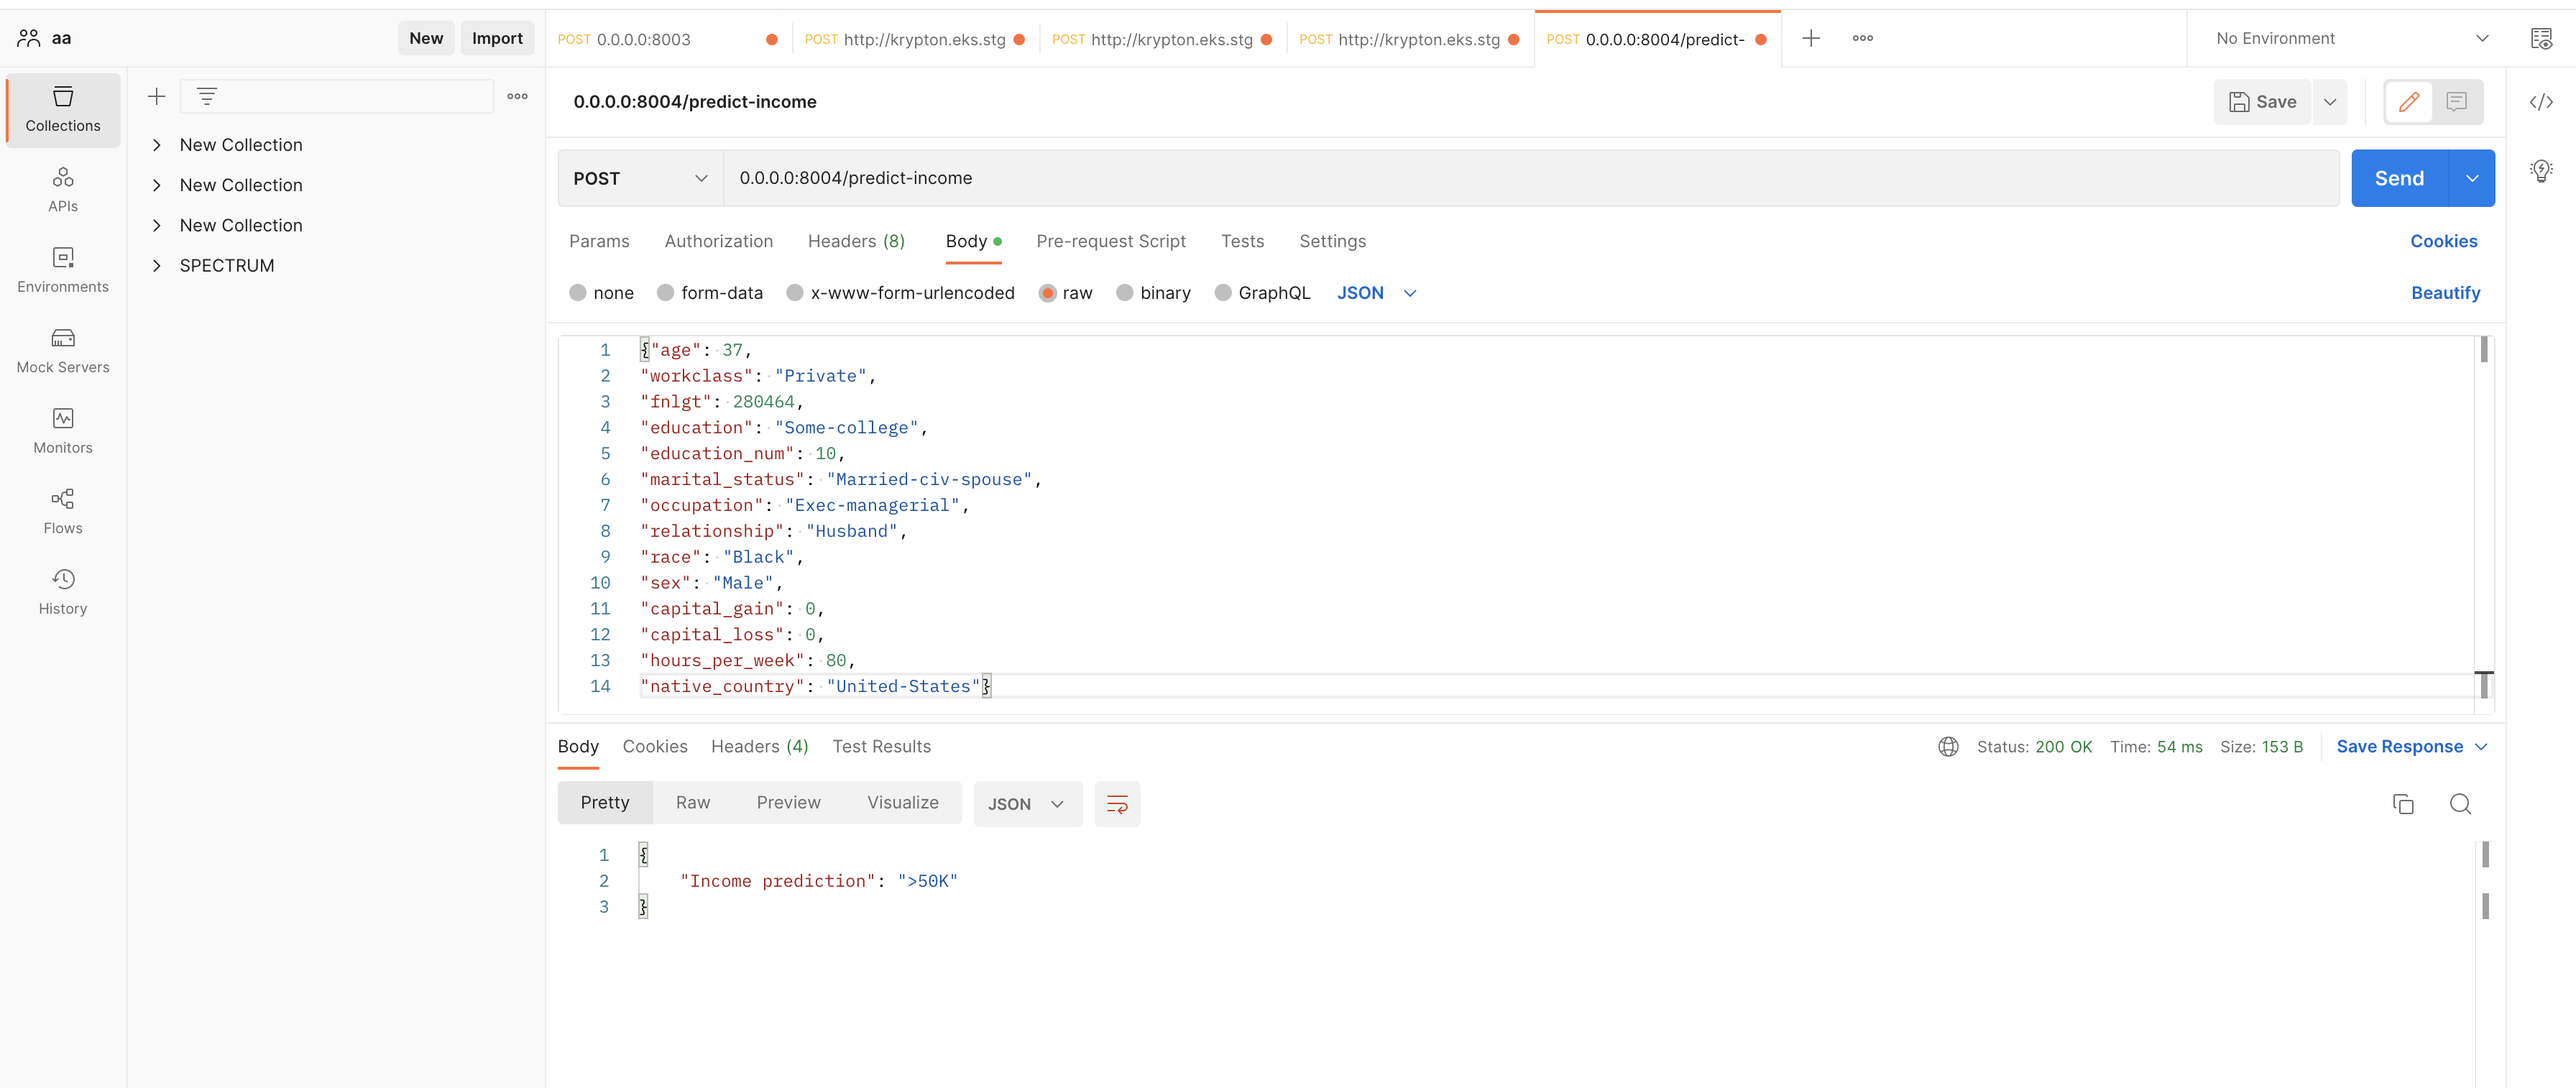 aa
New
Import
POST 0.0.0.0:8003
POST http://krypton.eks.stg
POST http://krypton.eks.stg
POST http://krypton.eks.stg
POST 0.0.0.0:8004/predict-
No Environment
Collections
APIs
Environments
Mock Servers
Monitors
Flows
History
New Collection
New Collection
New Collection
SPECTRUM
0.0.0.0:8004/predict-income
Save
POST
0.0.0.0:8004/predict-income
Send
Params
Authorization
Headers (8)
Body
Pre-request Script
Tests
Settings
Cookies
none
form-data
x-www-form-urlencoded
raw
binary
GraphQL
JSON
Beautify
1 {"age": 37,
2 "workclass": "Private",
3 "fnlgt": 280464,
4 "education": "Some-college",
5 "education_num": 10,
6 "marital_status": "Married-civ-spouse",
7 "occupation": "Exec-managerial",
8 "relationship": "Husband",
9 "race": "Black",
10 "sex": "Male",
11 "capital_gain": 0,
12 "capital_loss": 0,
13 "hours_per_week": 80,
14 "native_country": "United-States"}
Body
Cookies
Headers (4)
Test Results
Status: 200 OK
Time: 54 ms
Size: 153 B
Save Response
Pretty
Raw
Preview
Visualize
JSON
1 {
2 "Income prediction": ">50K"
3 }